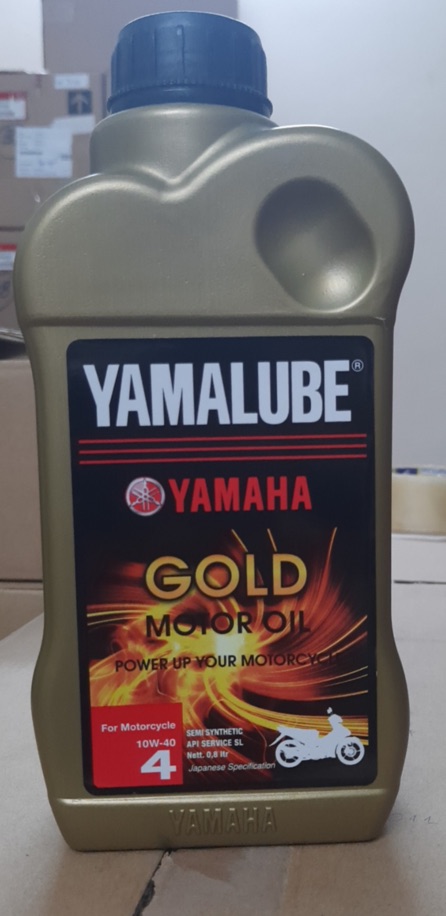 YAMALUBE®
YAMAHA
GOLD
MOTOR OIL
POWER UP YOUR MOTORCYCLE
For Motorcycle
10W-40
4
SEMI SYNTHETIC
API SERVICE SL
Nett. 0,8 ltr
Japanese Specification
YAMAHA